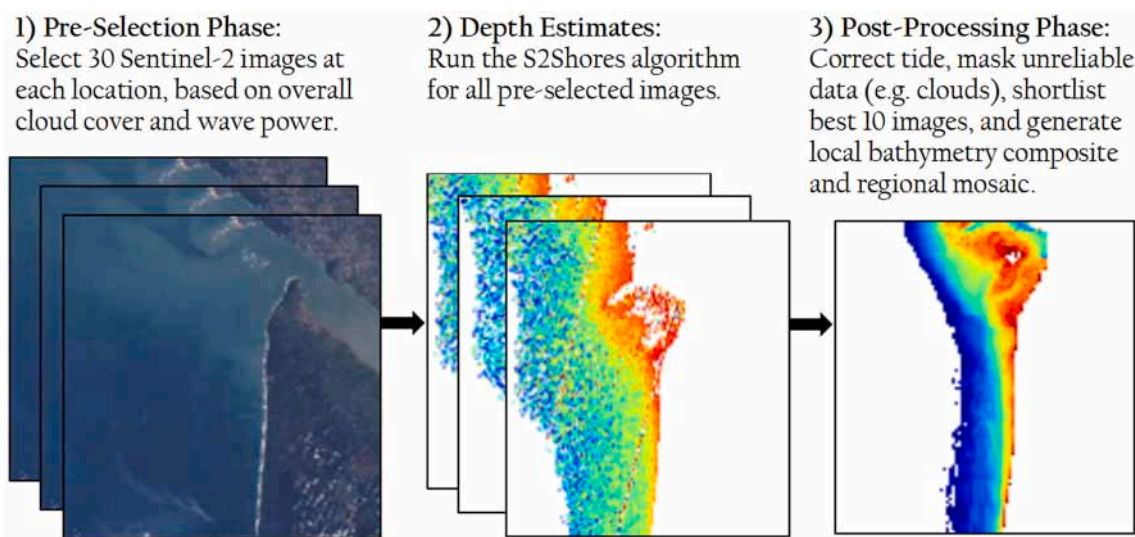 1) Pre-Selection Phase:
Select 30 Sentinel-2 images at
each location, based on overall
cloud cover and wave power.
2) Depth Estimates:
Run the S2Shores algorithm
for all pre-selected images.
3) Post-Processing Phase:
Correct tide, mask unreliable
data (e.g. clouds), shortlist
best 10 images, and generate
local bathymetry composite
and regional mosaic.